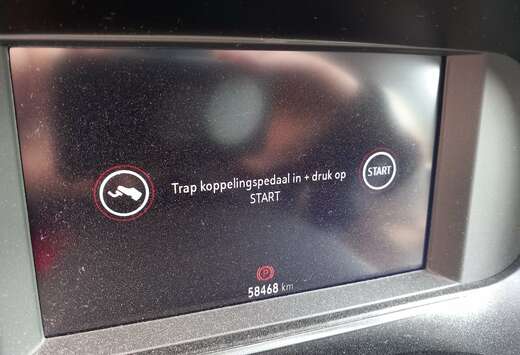 Trap koppelingspedaal in + druk op
START
START
P
58468 km